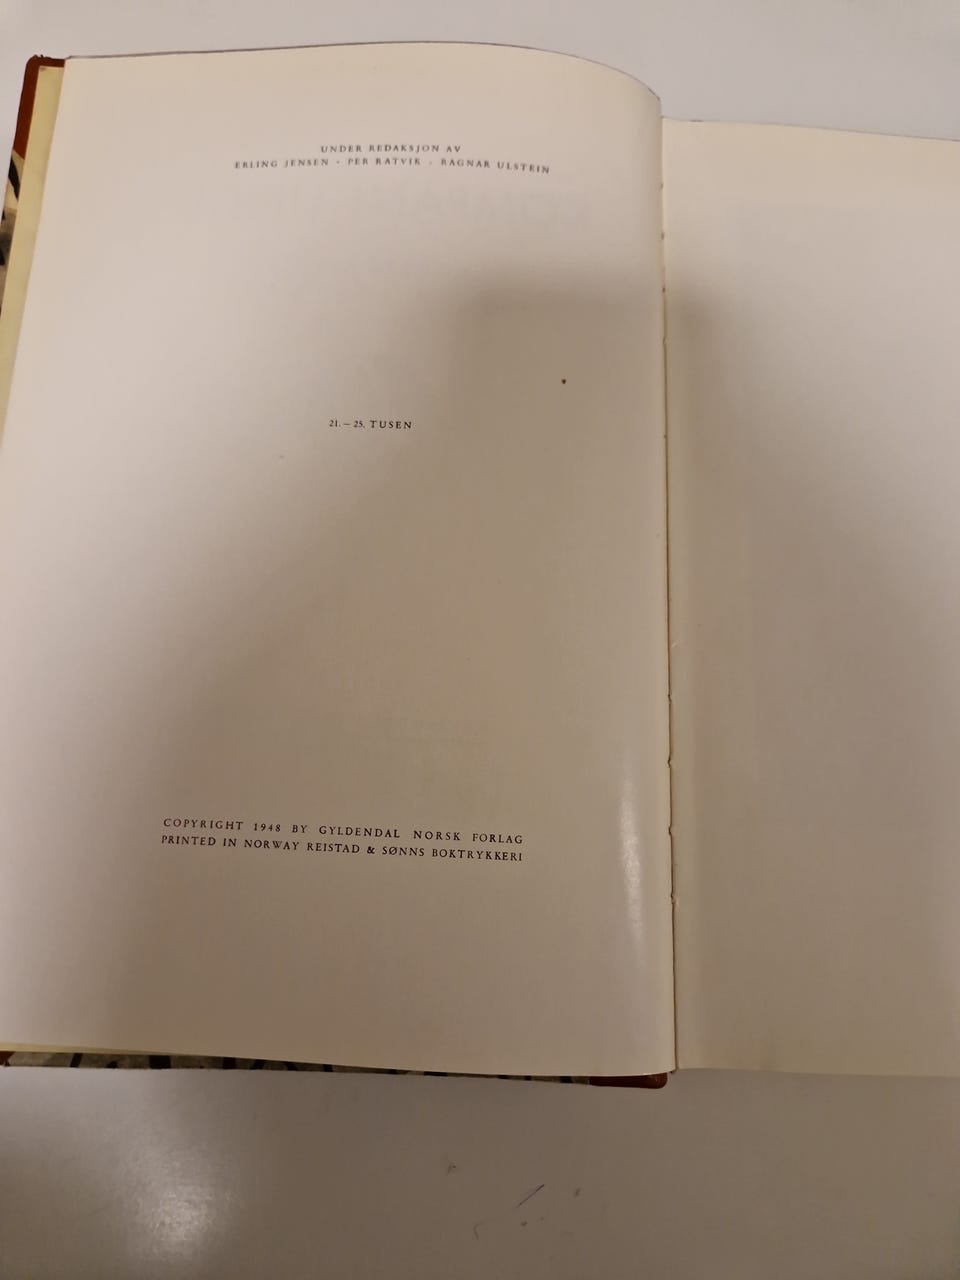 UNDER REDAKSJON AV
ERLING JENSEN · PER RATVIK · RAGNAR ULSTEIN
21. – 25. TUSEN
COPYRIGHT 1948 BY GYLDENDAL NORSK FORLAG
PRINTED IN NORWAY REISTAD & SØNNS BOKTRYKKERI